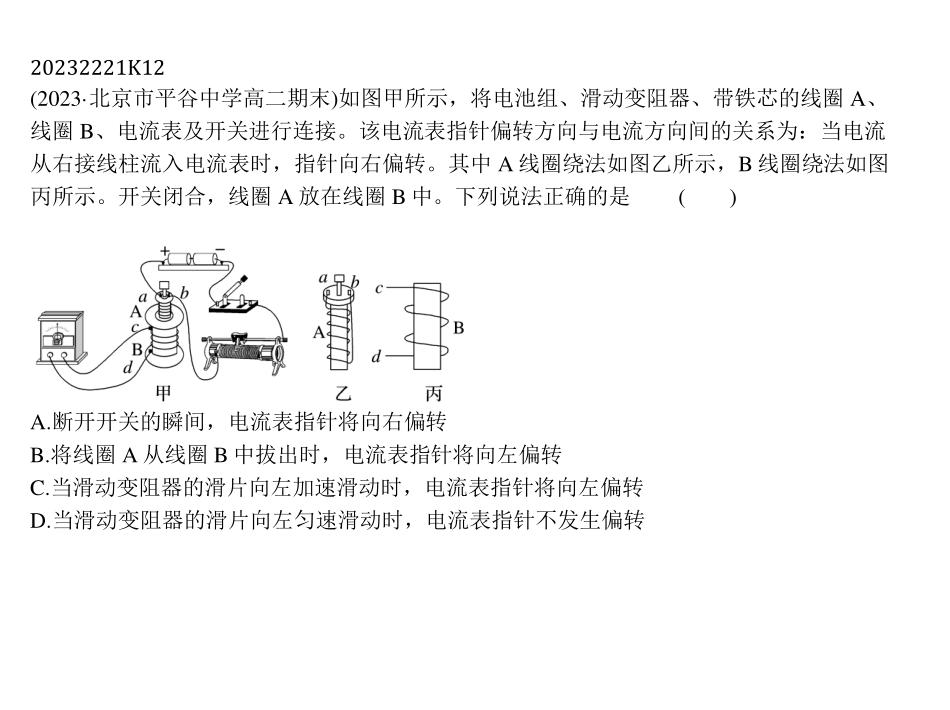 20232221K12
(2023·北京市平谷中学高二期末)如图甲所示，将电池组、滑动变阻器、带铁芯的线圈 A、
线圈 B、电流表及开关进行连接。该电流表指针偏转方向与电流方向间的关系为：当电流
从右接线柱流入电流表时，指针向右偏转。其中 A 线圈绕法如图乙所示，B 线圈绕法如图
丙所示。开关闭合，线圈 A 放在线圈 B 中。下列说法正确的是 ( )
+ −
a b
A
c
B
d
甲
a b
A
乙
c
B
d
丙
A.断开开关的瞬间，电流表指针将向右偏转
B.将线圈 A 从线圈 B 中拔出时，电流表指针将向左偏转
C.当滑动变阻器的滑片向左加速滑动时，电流表指针将向左偏转
D.当滑动变阻器的滑片向左匀速滑动时，电流表指针不发生偏转